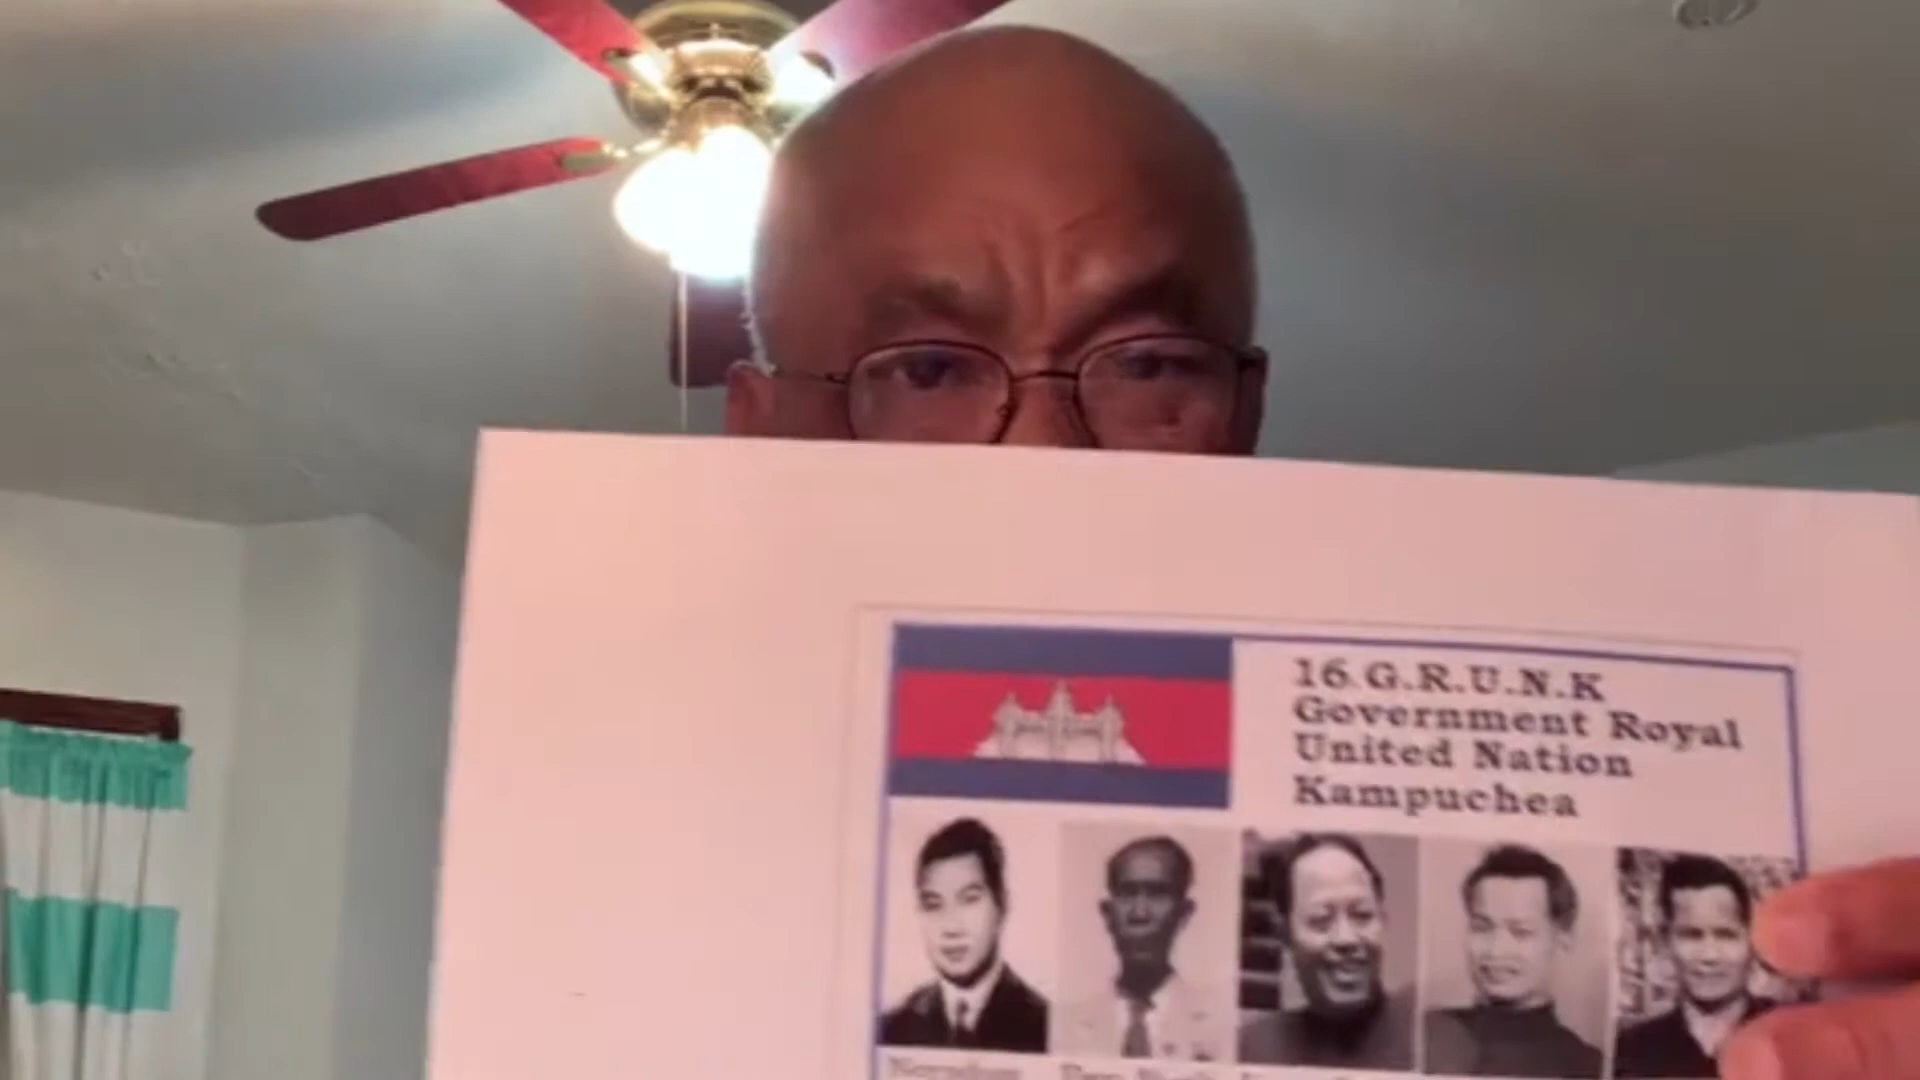 16. G.R.U.N.K
Government Royal
United Nation
Kampuchea